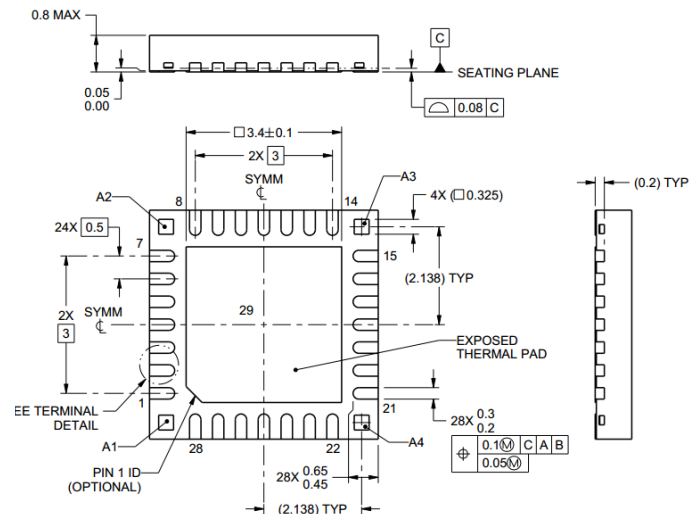 0.8 MAX
C
SEATING PLANE
0.05
0.00
0.08 C
3.4±0.1
2X 3
SYMM
A2
8
14
A3
4X (□0.325)
(0.2) TYP
24X 0.5
7
15
(2.138) TYP
2X
3
SYMM
29
EXPOSED
THERMAL PAD
1
21
EE TERMINAL
DETAIL
28X 0.3
0.2
0.1Ⓜ C A B
0.05Ⓜ
A1
28
22
A4
PIN 1 ID
(OPTIONAL)
28X 0.65
0.45
(2.138) TYP